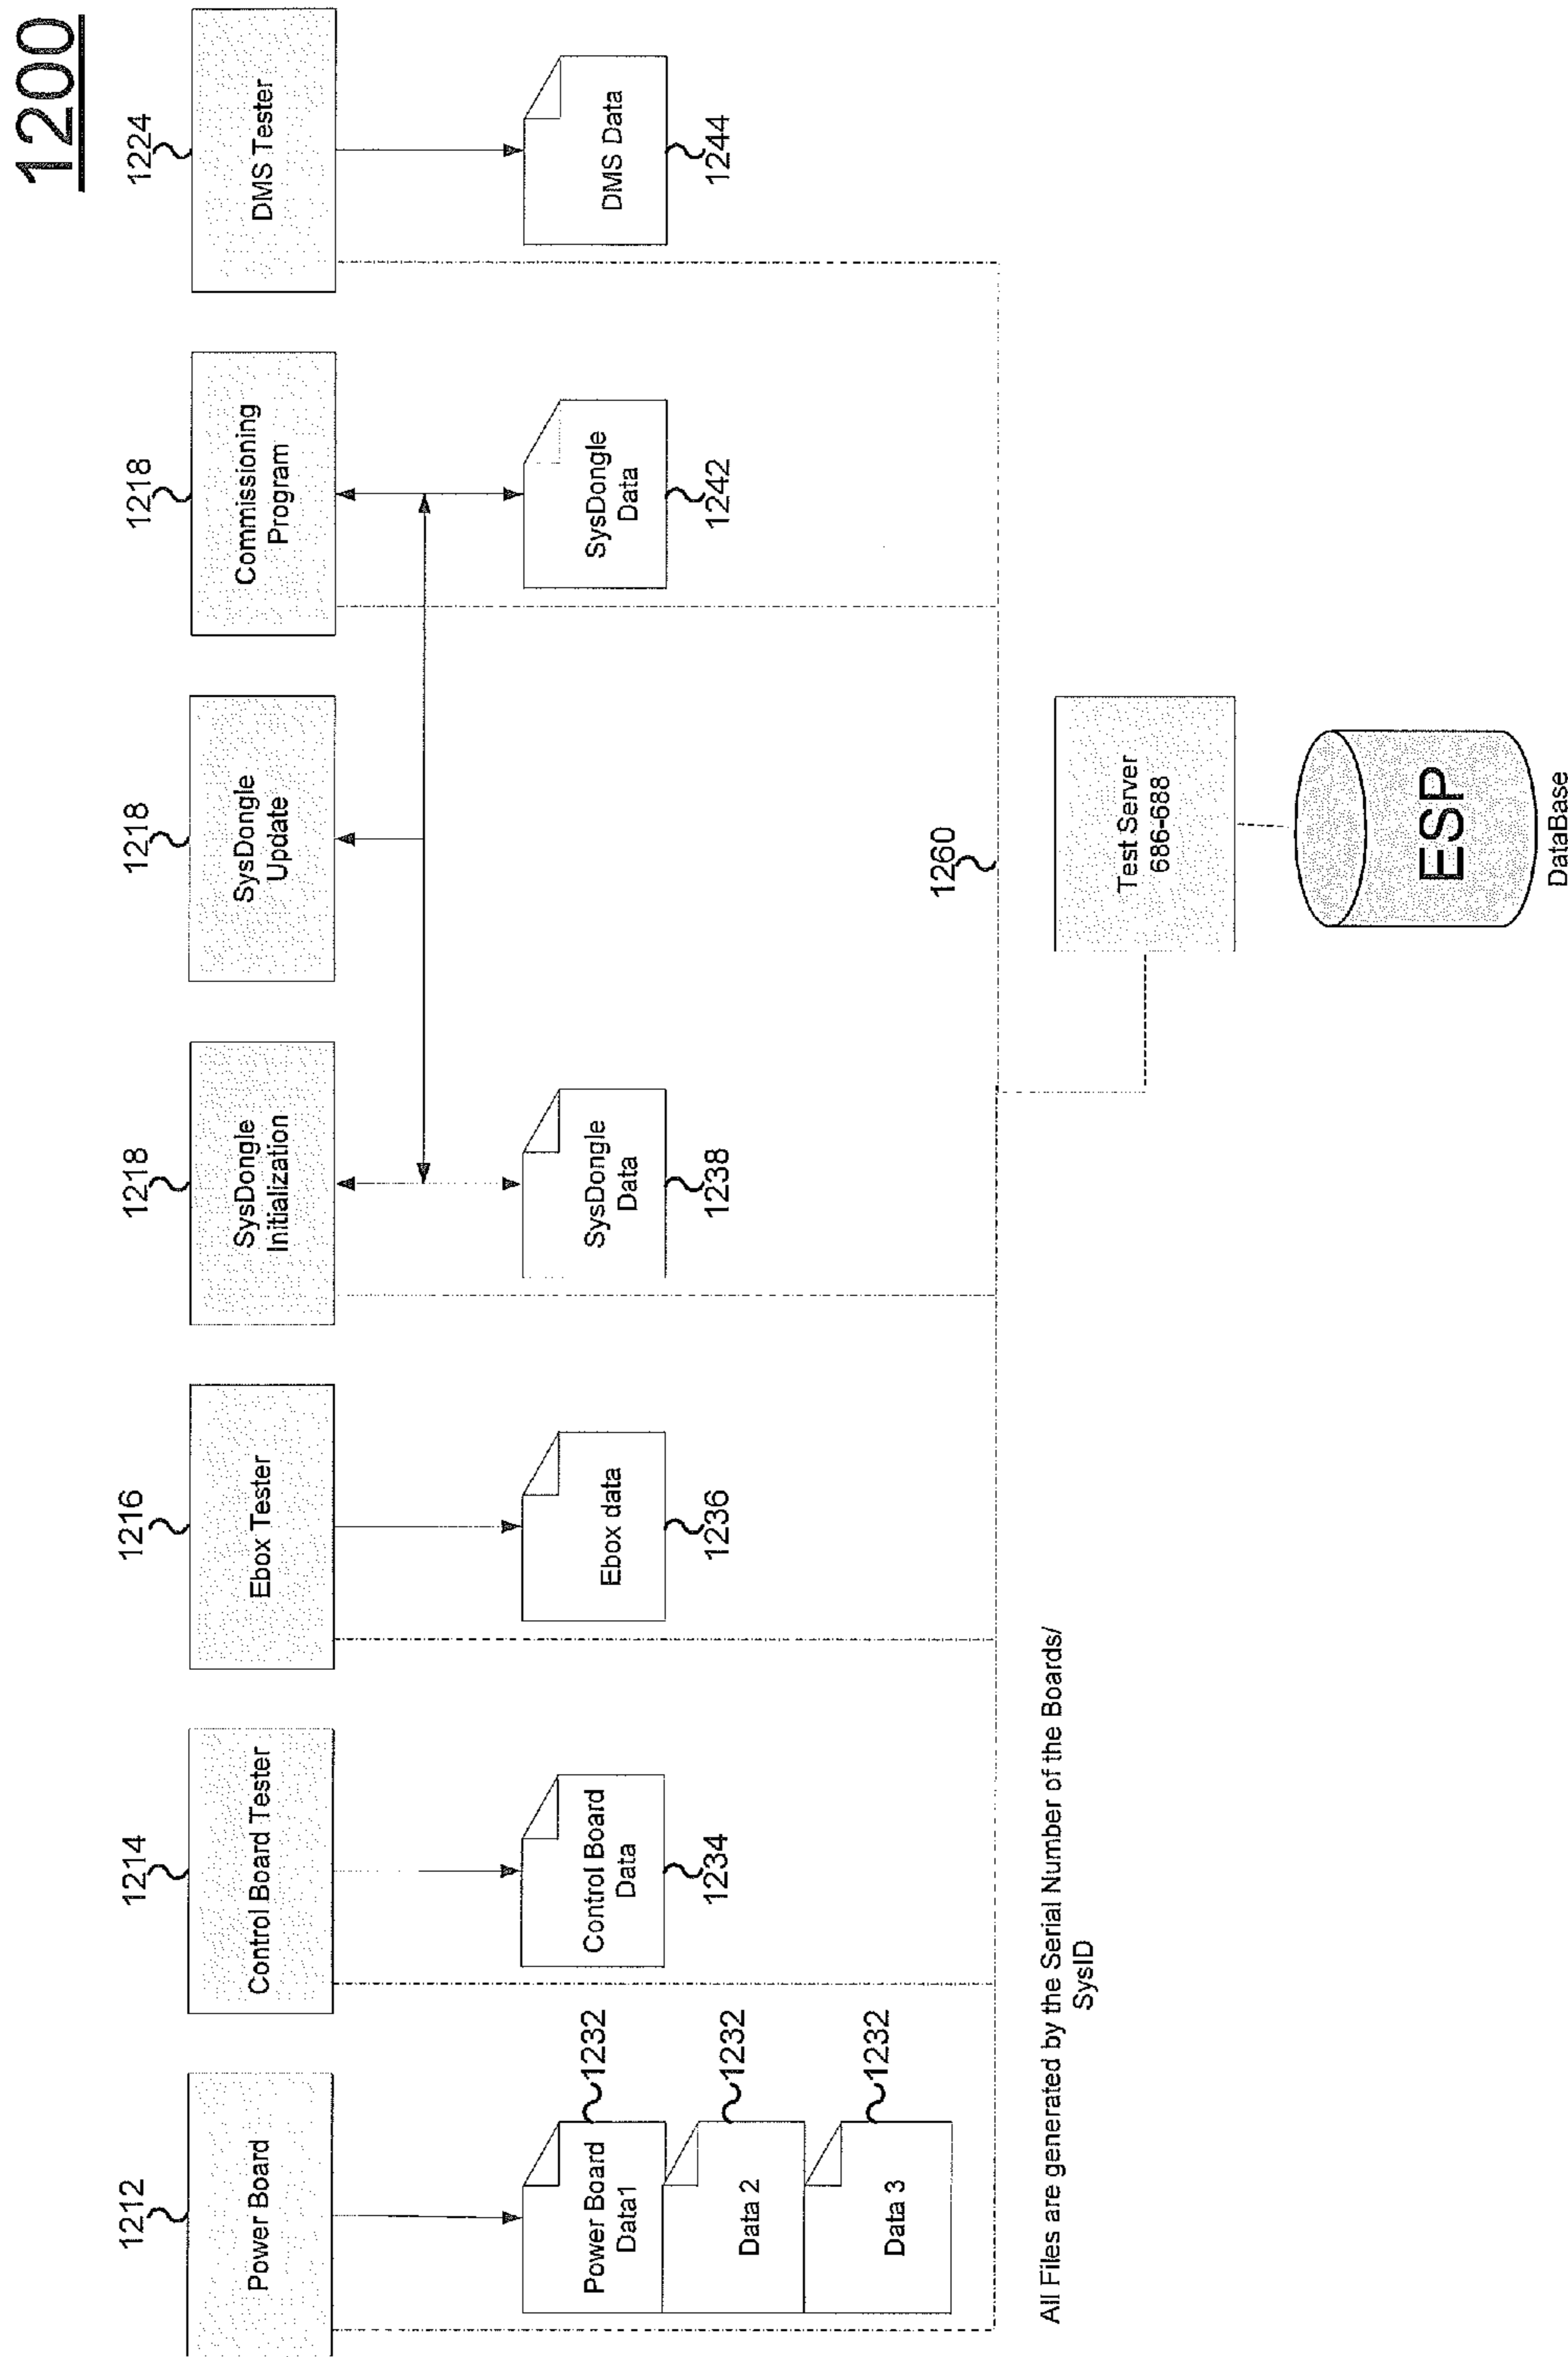 1200
1212
1214
1216
1218
1218
1218
1224
Power Board
Control Board Tester
Ebox Tester
SysDongle
Initialization
SysDongle
Update
Commissioning
Program
DMS Tester
Power Board
Data1
1232
Data 2
1232
Data 3
1232
Control Board
Data
1234
Ebox data
1236
SysDongle
Data
1238
SysDongle
Data
1242
DMS Data
1244
1260
All Files are generated by the Serial Number of the Boards/
SysID
Test Server
686-688
ESP
DataBase